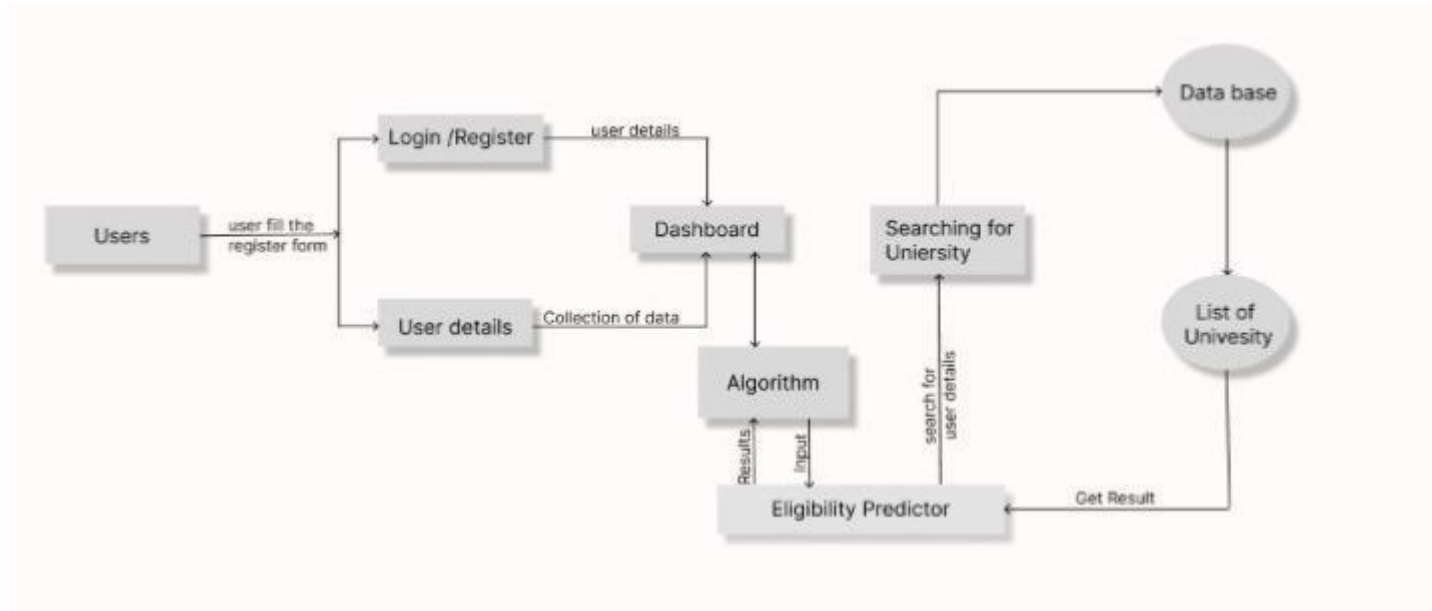 Data base
Login /Register
user details
Users
user fill the
register form
Dashboard
Searching for
Uniersity
User details
Collection of data
List of
Univesity
Algorithm
search for
user details
Results
Input
Eligibility Predictor
Get Result